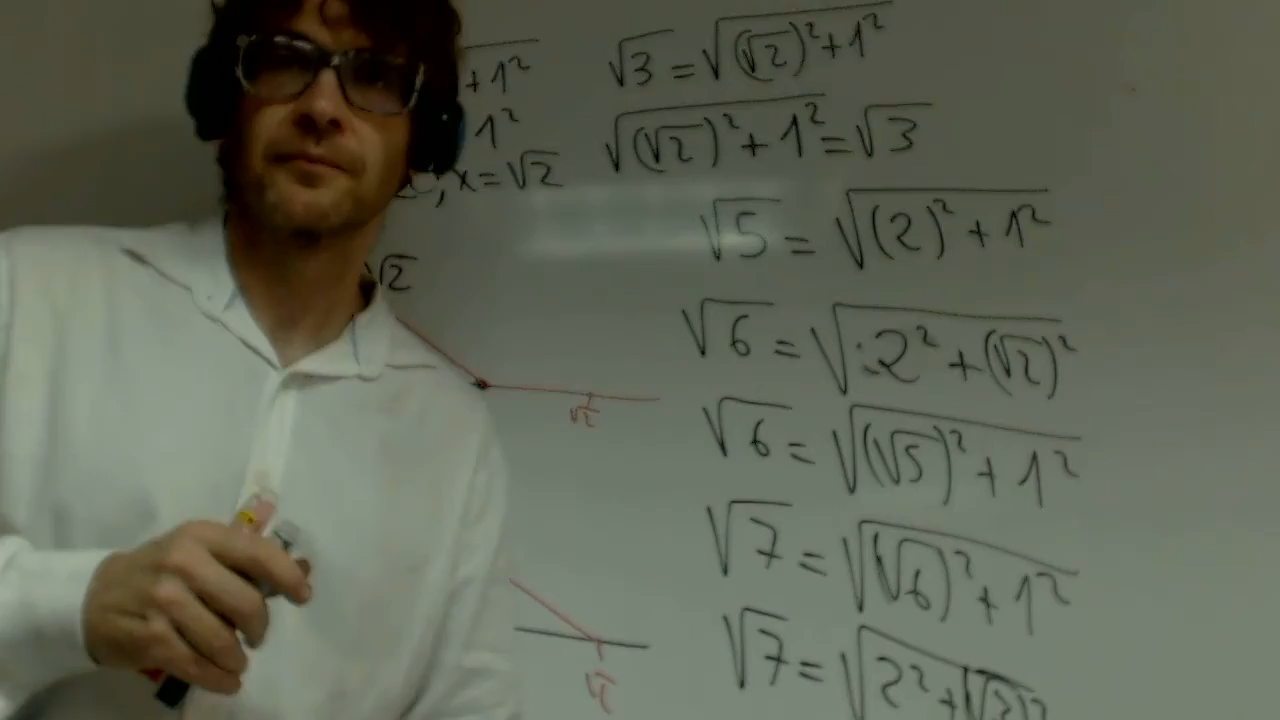 +1²
√3 = √((√2)²+1²)
1²
√((√2)²+1²) = √3
, x=√2
√5 = √((2)²+1²)
√2
√6 = √(2²+(√2)²)
√2
√6 = √((√5)²+1²)
√7 = √((√6)²+1²)
√7 = √(2²+(√3)²)